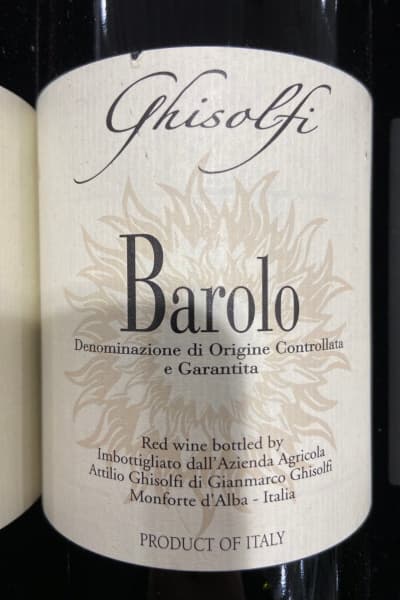 Ghisolfi
Barolo
Denominazione di Origine Controllata
e Garantita
Red wine bottled by
Imbottigliato dall'Azienda Agricola
Attilio Ghisolfi di Gianmarco Ghisolfi
Monforte d'Alba - Italia
PRODUCT OF ITALY